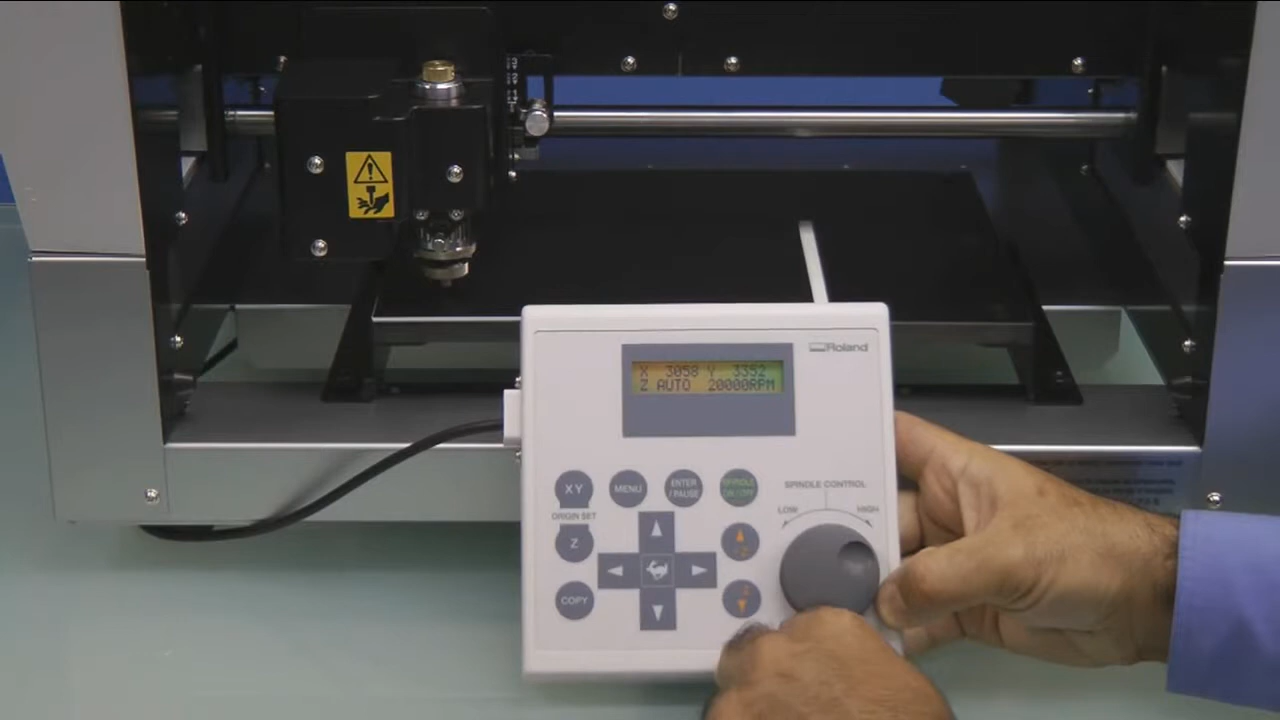 Roland
X 3058 Y 3352
Z AUTO 20000RPM
XY
MENU
ENTER
/ PAUSE
SPINDLE
ON/OFF
SPINDLE CONTROL
LOW
HIGH
ORIGIN SET
Z
COPY